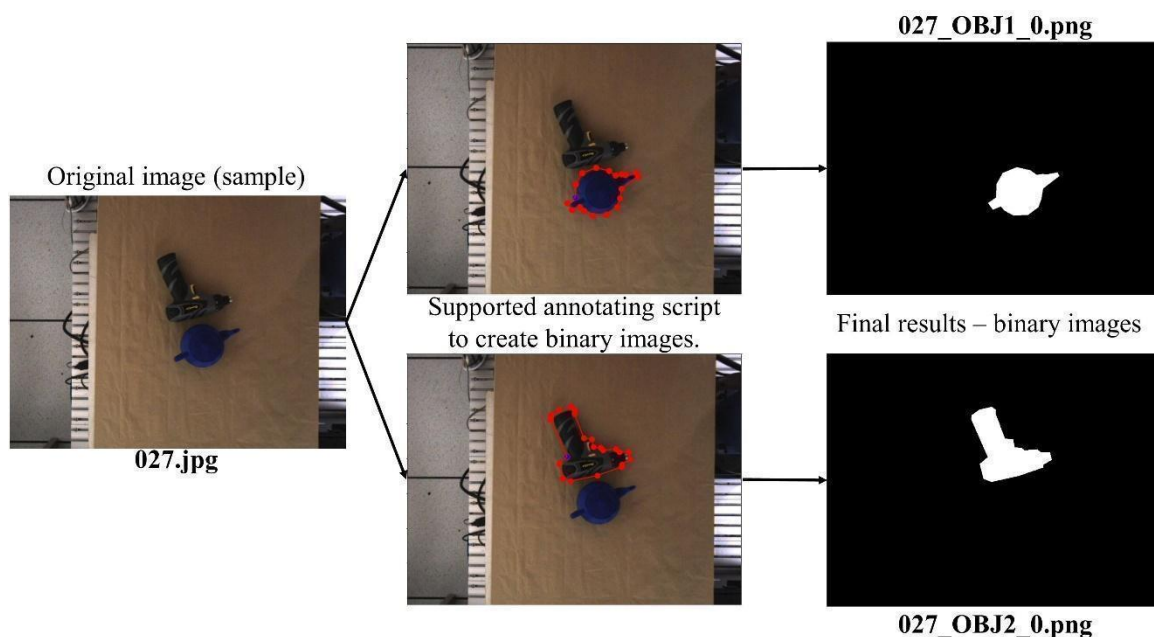 027_OBJ1_0.png
Original image (sample)
027.jpg
Supported annotating script
to create binary images.
Final results – binary images
027_OBJ2_0.png